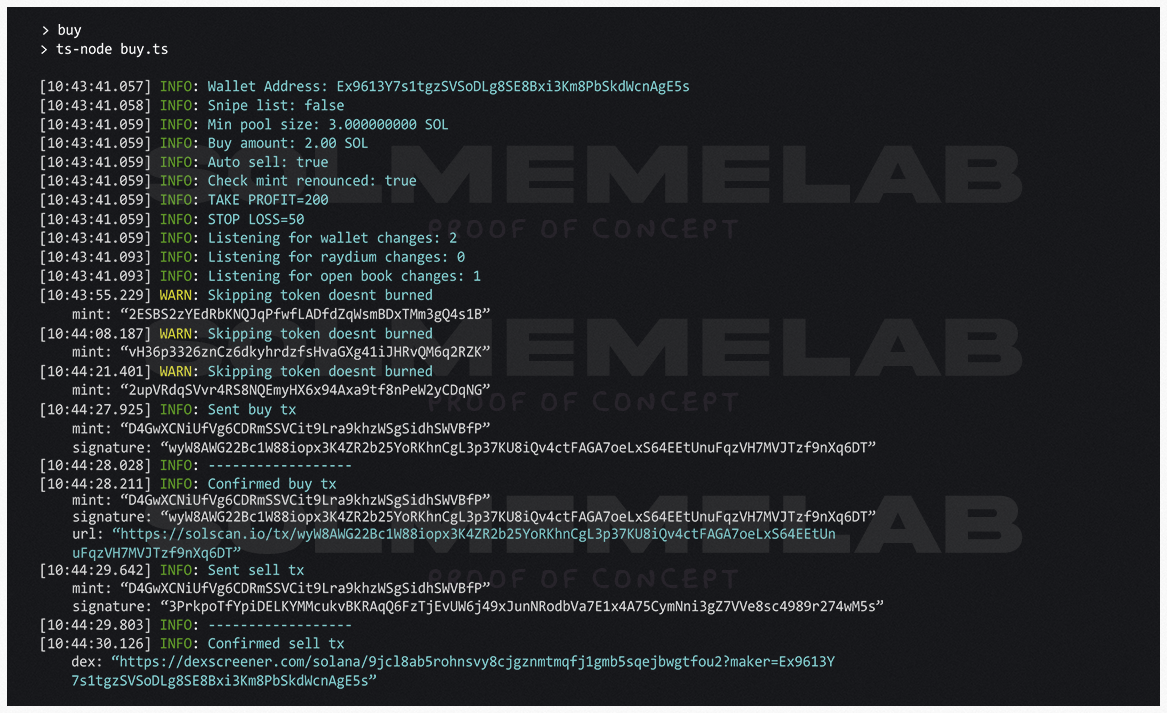 > buy
> ts-node buy.ts
[10:43:41.057] INFO: Wallet Address: Ex9613Y7s1tgzSVSoDLg8SE8Bxi3Km8PbSkdWcnAgE5s
[10:43:41.058] INFO: Snipe list: false
[10:43:41.059] INFO: Min pool size: 3.000000000 SOL
[10:43:41.059] INFO: Buy amount: 2.00 SOL
[10:43:41.059] INFO: Auto sell: true
[10:43:41.059] INFO: Check mint renounced: true
[10:43:41.059] INFO: TAKE PROFIT=200
[10:43:41.059] INFO: STOP LOSS=50
[10:43:41.059] INFO: Listening for wallet changes: 2
[10:43:41.093] INFO: Listening for raydium changes: 0
[10:43:41.093] INFO: Listening for open book changes: 1
[10:43:55.229] WARN: Skipping token doesnt burned
mint: “2ESBS2zYEdRbKNQJqPfwfLADfdZqWsmBDxTMm3gQ4s1B”
[10:44:08.187] WARN: Skipping token doesnt burned
mint: “vH36p3326znCz6dkyhrdzfsHvaGXg41iJHRvQM6q2RZK”
[10:44:21.401] WARN: Skipping token doesnt burned
mint: “2upVRdqSVvr4RS8NQEmyHX6x94Axa9tf8nPeW2yCDqNG”
[10:44:27.925] INFO: Sent buy tx
mint: “D4GwXCNiUfVg6CDRmSSVCit9Lra9khzWSgSidhSWVBfP”
signature: “wyW8AWG22Bc1W88iopx3K4ZR2b25YoRKhnCgL3p37KU8iQv4ctFAGA7oeLxS64EEtUnuFqzVH7MVJTzf9nXq6DT”
[10:44:28.028] INFO: ------------------
[10:44:28.211] INFO: Confirmed buy tx
mint: “D4GwXCNiUfVg6CDRmSSVCit9Lra9khzWSgSidhSWVBfP”
signature: “wyW8AWG22Bc1W88iopx3K4ZR2b25YoRKhnCgL3p37KU8iQv4ctFAGA7oeLxS64EEtUnuFqzVH7MVJTzf9nXq6DT”
url: “https://solscan.io/tx/wyW8AWG22Bc1W88iopx3K4ZR2b25YoRKhnCgL3p37KU8iQv4ctFAGA7oeLxS64EEtUn
uFqzVH7MVJTzf9nXq6DT”
[10:44:29.642] INFO: Sent sell tx
mint: “D4GwXCNiUfVg6CDRmSSVCit9Lra9khzWSgSidhSWVBfP”
signature: “3PrkpoTfYpiDELKYMMcukvBKRAqQ6FzTjEvUW6j49xJunNRodbVa7E1x4A75CymNni3gZ7VVe8sc4989r274wM5s”
[10:44:29.803] INFO: ------------------
[10:44:30.126] INFO: Confirmed sell tx
dex: “https://dexscreener.com/solana/9jcl8ab5rohnsvy8cjgznmtmqfj1gmb5sqejbwgtfou2?maker=Ex9613Y
7s1tgzSVSoDLg8SE8Bxi3Km8PbSkdWcnAgE5s”
SOLMEMELAB
PROOF OF CONCEPT
SOLMEMELAB
PROOF OF CONCEPT
SOLMEMELAB
PROOF OF CONCEPT